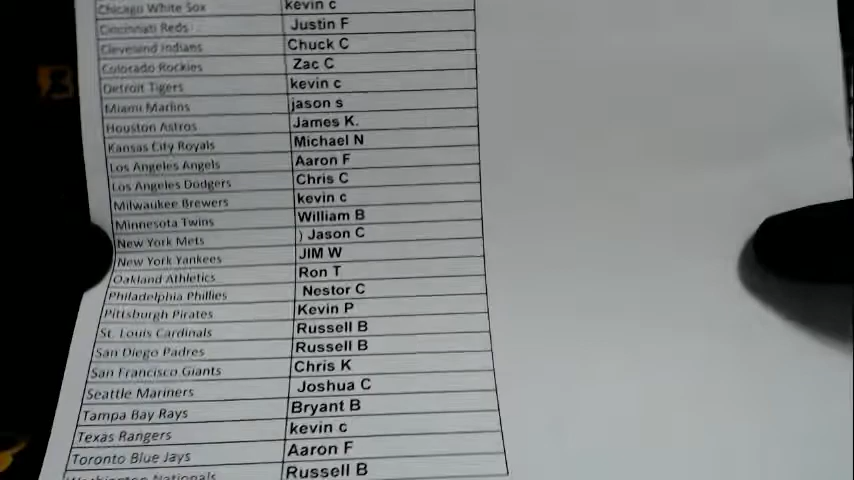 Chicago White Sox kevin c
Cincinnati Reds Justin F
Cleveland Indians Chuck C
Colorado Rockies Zac C
Detroit Tigers kevin c
Miami Marlins jason s
Houston Astros James K.
Kansas City Royals Michael N
Los Angeles Angels Aaron F
Los Angeles Dodgers Chris C
Milwaukee Brewers kevin c
Minnesota Twins William B
New York Mets ) Jason C
New York Yankees JIM W
Oakland Athletics Ron T
Philadelphia Phillies Nestor C
Pittsburgh Pirates Kevin P
St. Louis Cardinals Russell B
San Diego Padres Russell B
San Francisco Giants Chris K
Seattle Mariners Joshua C
Tampa Bay Rays Bryant B
Texas Rangers kevin c
Toronto Blue Jays Aaron F
Washington Nationals Russell B